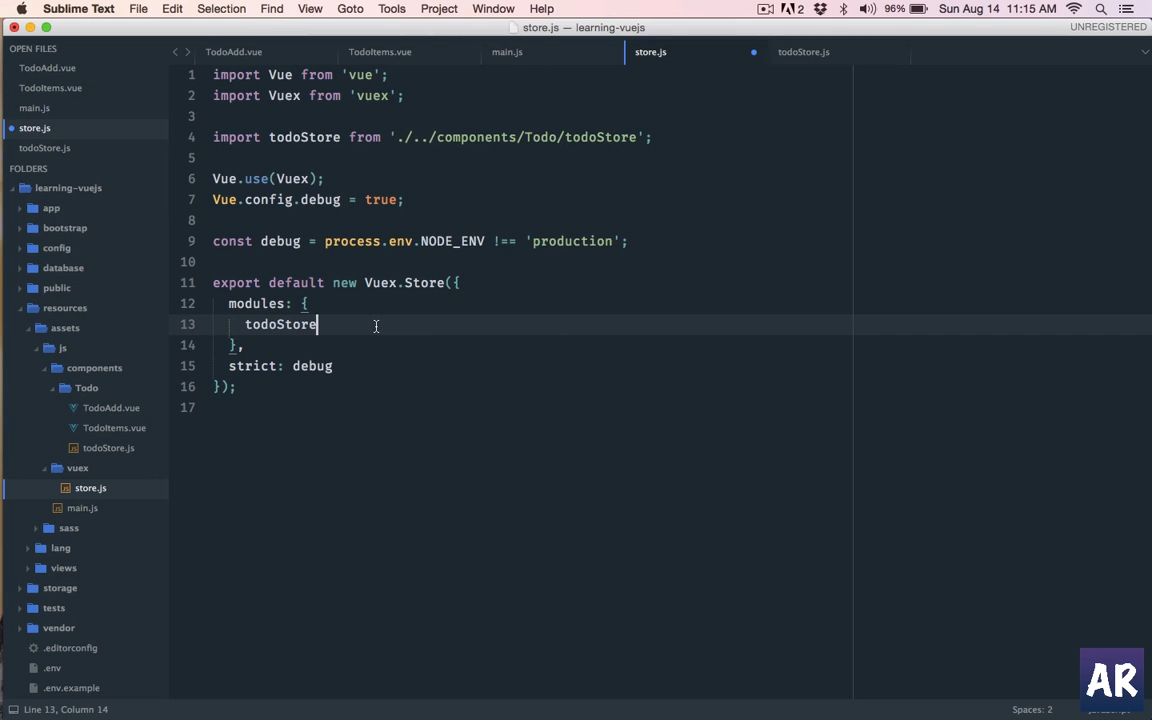 Sublime Text File Edit Selection Find View Goto Tools Project Window Help 2 96% Sun Aug 14 11:15 AM
store.js — learning-vuejs UNREGISTERED
OPEN FILES
TodoAdd.vue
TodoItems.vue
main.js
store.js
todoStore.js
FOLDERS
learning-vuejs
app
bootstrap
config
database
public
resources
assets
js
components
Todo
TodoAdd.vue
TodoItems.vue
todoStore.js
vuex
store.js
main.js
sass
lang
views
storage
tests
vendor
.editorconfig
.env
.env.example
TodoAdd.vue TodoItems.vue main.js store.js todoStore.js
1 import Vue from 'vue';
2 import Vuex from 'vuex';
3
4 import todoStore from './../components/Todo/todoStore';
5
6 Vue.use(Vuex);
7 Vue.config.debug = true;
8
9 const debug = process.env.NODE_ENV !== 'production';
10
11 export default new Vuex.Store({
12 modules: {
13 todoStore
14 },
15 strict: debug
16 });
17
AR
Line 13, Column 14 Spaces: 2